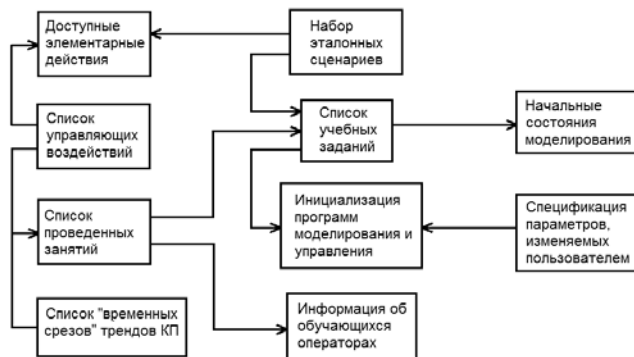 Доступные
элементарные
действия
Набор
эталонных
сценариев
Список
управляющих
воздействий
Список
учебных
заданий
Начальные
состояния
моделирования
Список
проведенных
занятий
Инициализация
программ
моделирования и
управления
Спецификация
параметров,
изменяемых
пользователем
Список "временных
срезов" трендов КП
Информация об
обучающихся
операторах